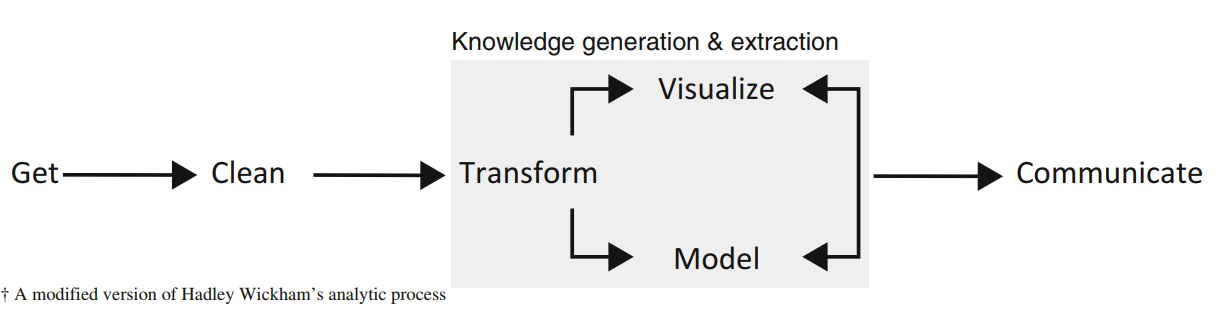 Knowledge generation & extraction
Visualize
Get
Clean
Transform
Communicate
Model
† A modified version of Hadley Wickham’s analytic process